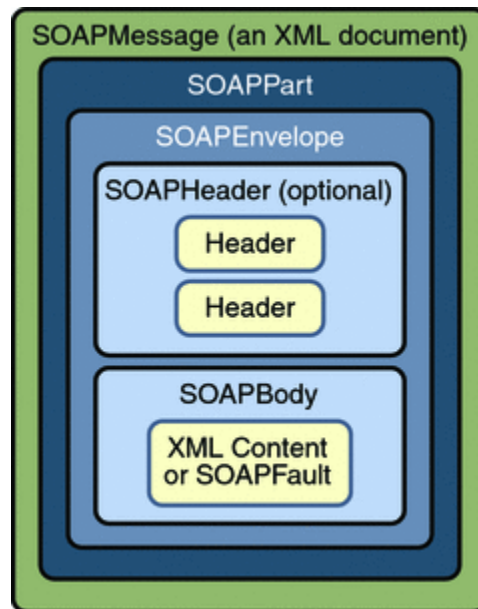 SOAPMessage (an XML document)
SOAPPart
SOAPEnvelope
SOAPHeader (optional)
Header
Header
SOAPBody
XML Content
or SOAPFault